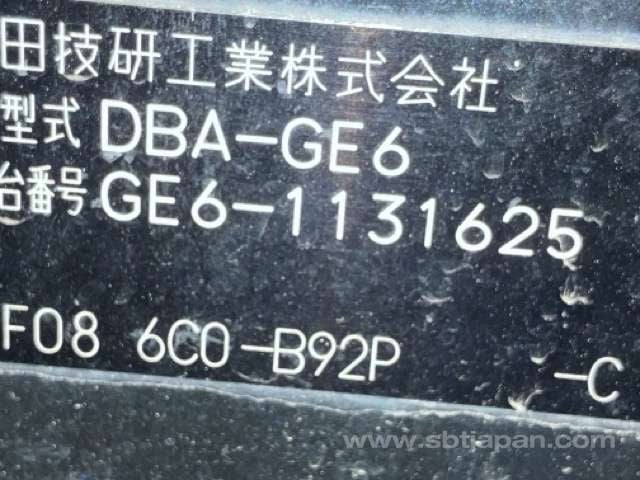 田技研工業株式会社
型式 DBA-GE6
台番号 GE6-1131625
F08 6C0-B92P -C
www.sbtjapan.com